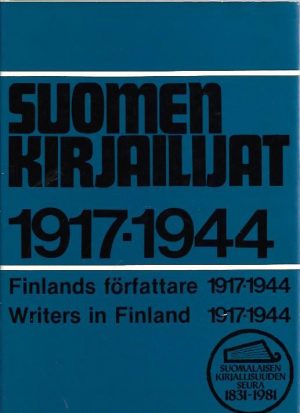 SUOMEN
KIRJAILIJAT
1917-1944
Finlands författare 1917-1944
Writers in Finland 1917-1944
SUOMALAISEN
KIRJALLISUUDEN
SEURA
1831-1981